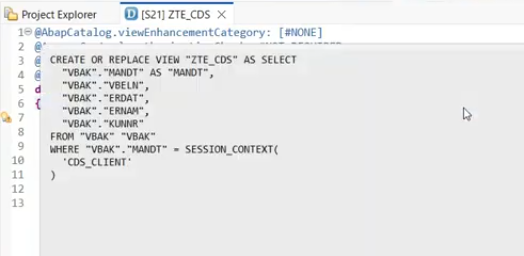 Project Explorer
[S21] ZTE_CDS
1 @AbapCatalog.viewEnhancementCategory: [#NONE]
2 @
3 @
4 @
5 d
6 {
7
8
9
10
11
12
13
CREATE OR REPLACE VIEW "ZTE_CDS" AS SELECT
"VBAK"."MANDT" AS "MANDT",
"VBAK"."VBELN",
"VBAK"."ERDAT",
"VBAK"."ERNAM",
"VBAK"."KUNNR"
FROM "VBAK" "VBAK"
WHERE "VBAK"."MANDT" = SESSION_CONTEXT(
'CDS_CLIENT'
)